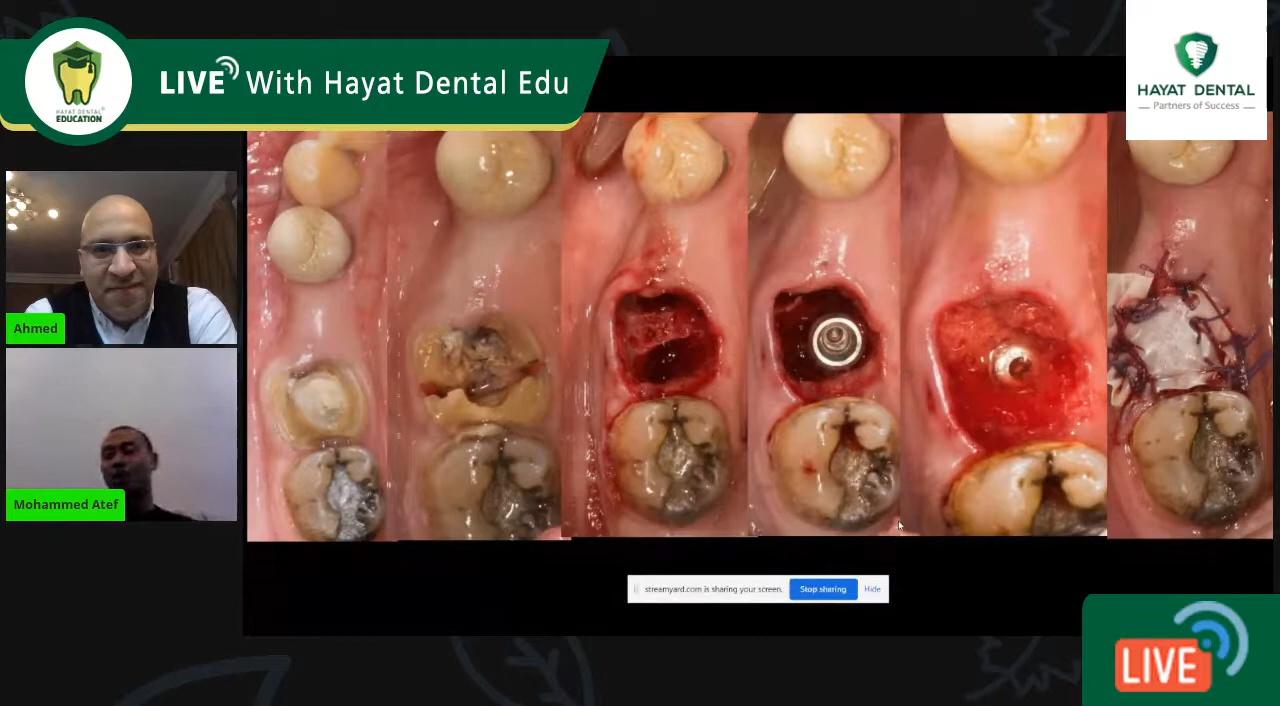 LIVE With Hayat Dental Edu
HAYAT DENTAL
EDUCATION
HAYAT DENTAL
Partners of Success
Ahmed
Mohammed Atef
streamyard.com is sharing your screen.
Stop sharing
Hide
LIVE